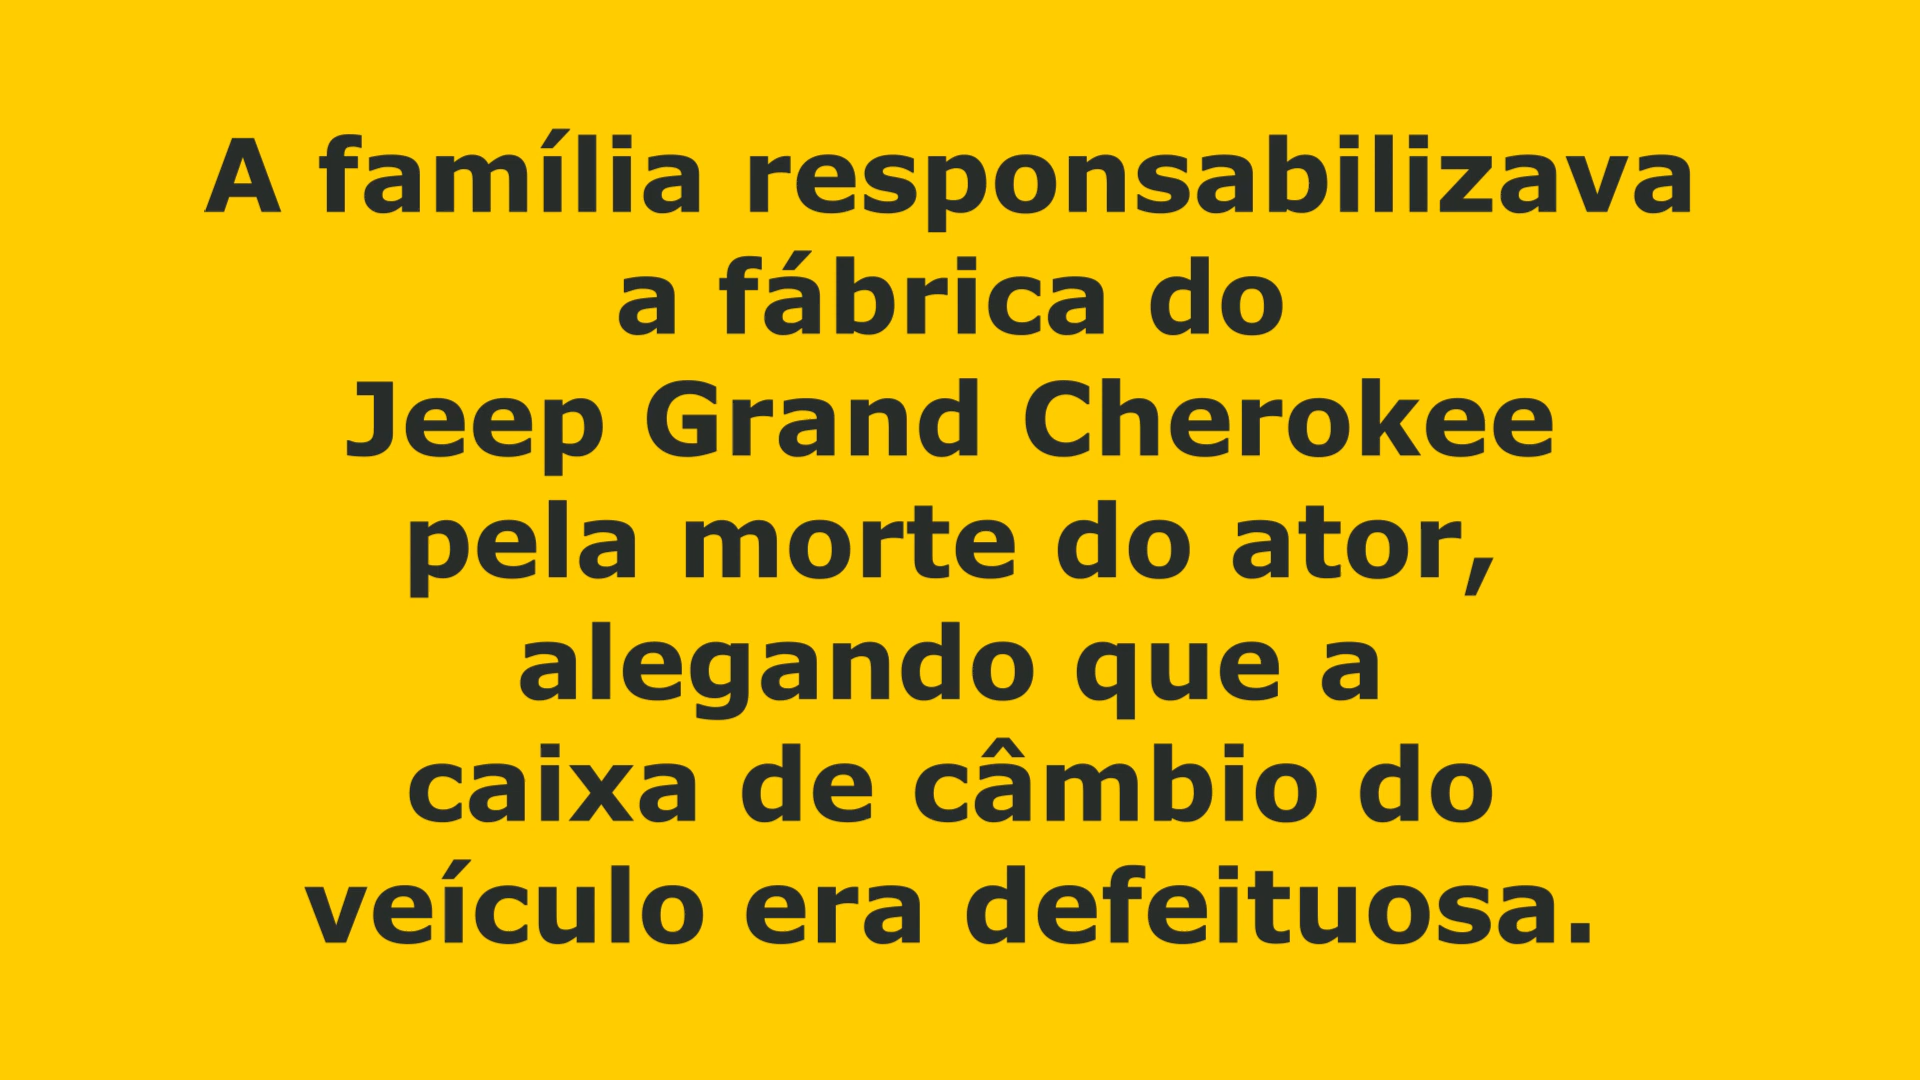 A família responsabilizava
a fábrica do
Jeep Grand Cherokee
pela morte do ator,
alegando que a
caixa de câmbio do
veículo era defeituosa.